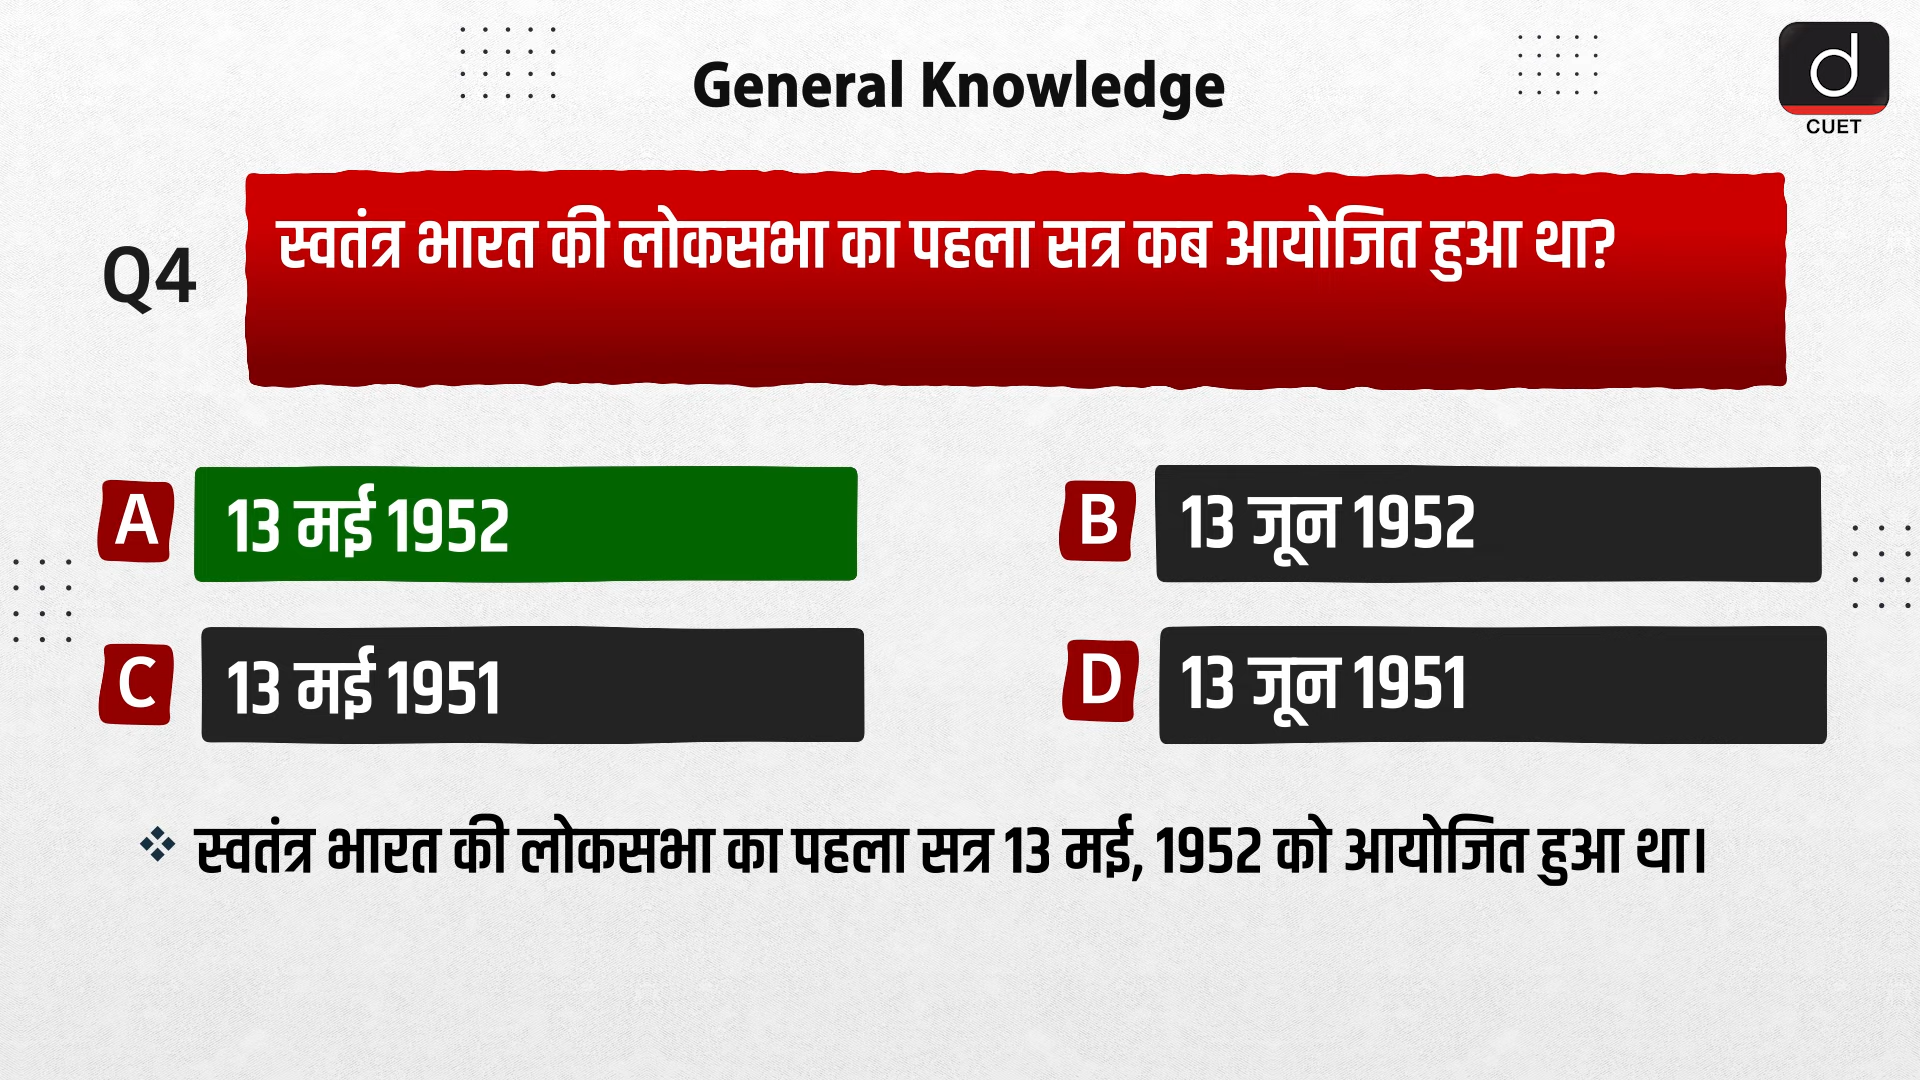 General Knowledge
d
CUET
Q4
स्वतंत्र भारत की लोकसभा का पहला सत्र कब आयोजित हुआ था?
A 13 मई 1952
B 13 जून 1952
C 13 मई 1951
D 13 जून 1951
❖ स्वतंत्र भारत की लोकसभा का पहला सत्र 13 मई, 1952 को आयोजित हुआ था।